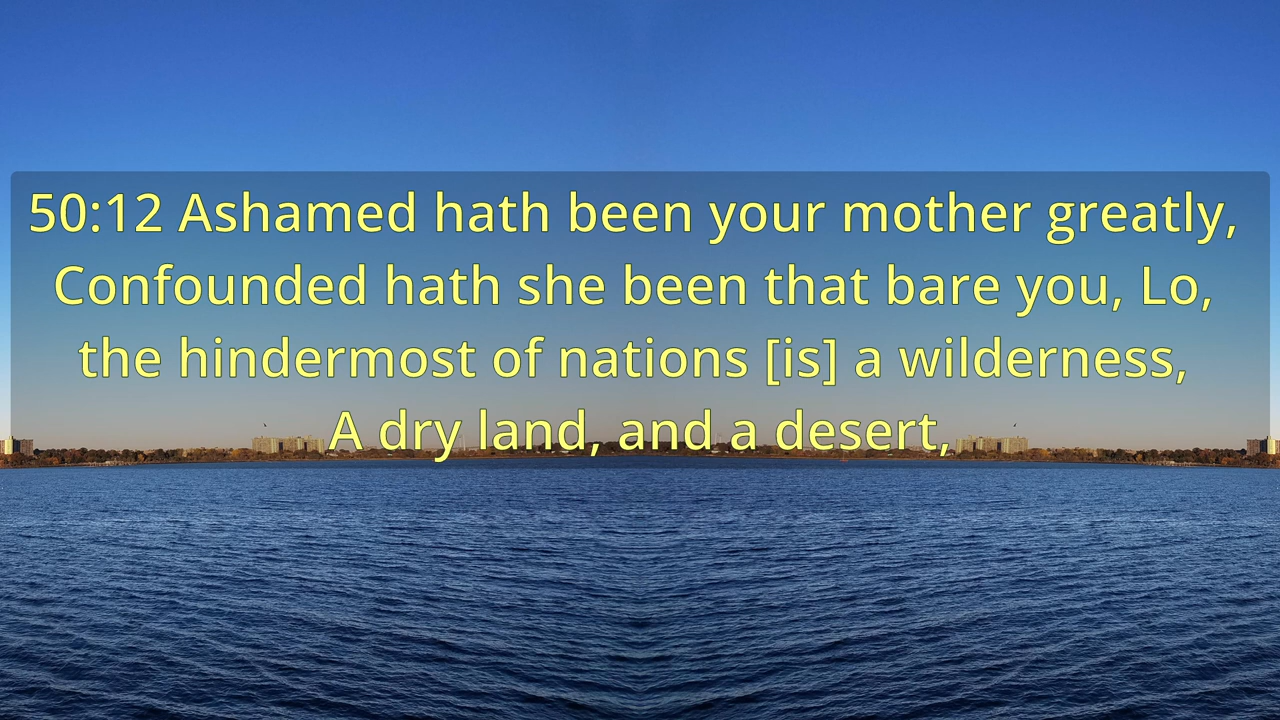 50:12 Ashamed hath been your mother greatly,
Confounded hath she been that bare you, Lo,
the hindermost of nations [is] a wilderness,
A dry land, and a desert,